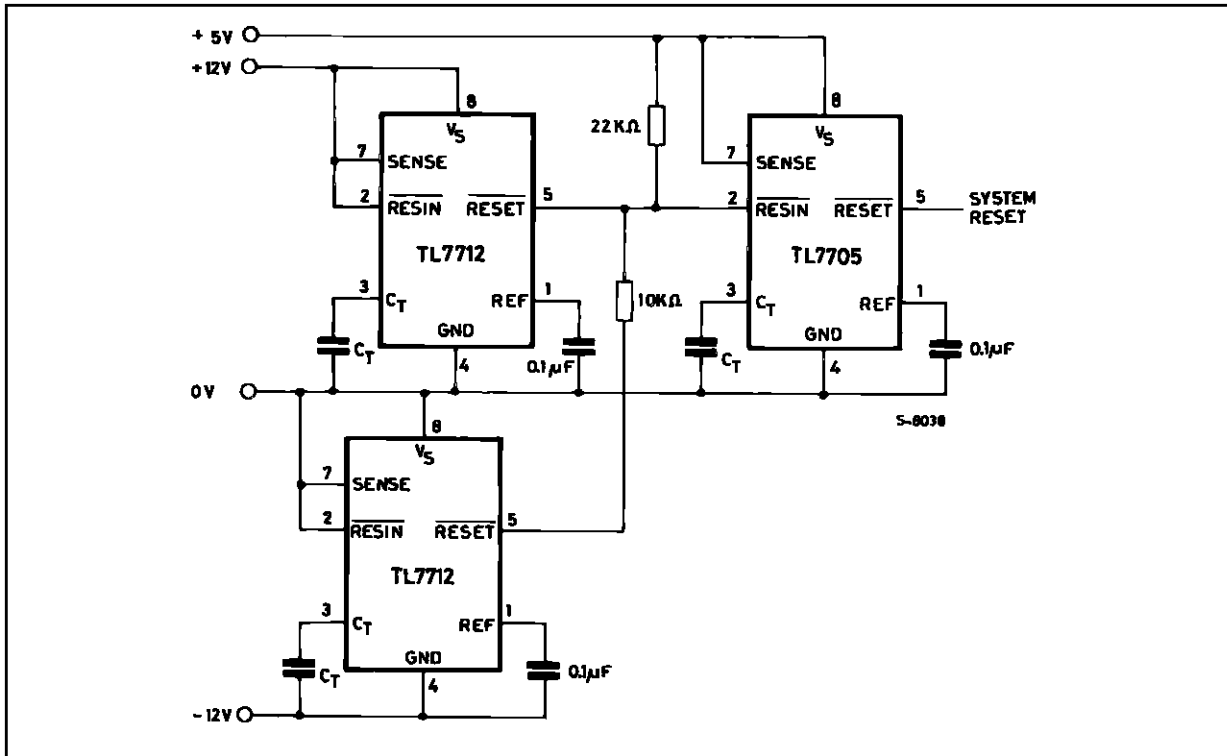 + 5V
+12V
8
VS
7 SENSE
2 RESIN
RESET 5
TL7712
3 CT
REF 1
GND
4
CT
0.1µF
22KΩ
10KΩ
8
VS
7 SENSE
2 RESIN
RESET 5
SYSTEM
RESET
TL7705
3 CT
REF 1
GND
4
CT
0.1µF
0V
S-8038
8
VS
7 SENSE
2 RESIN
RESET 5
TL7712
3 CT
REF 1
GND
4
CT
0.1µF
-12V